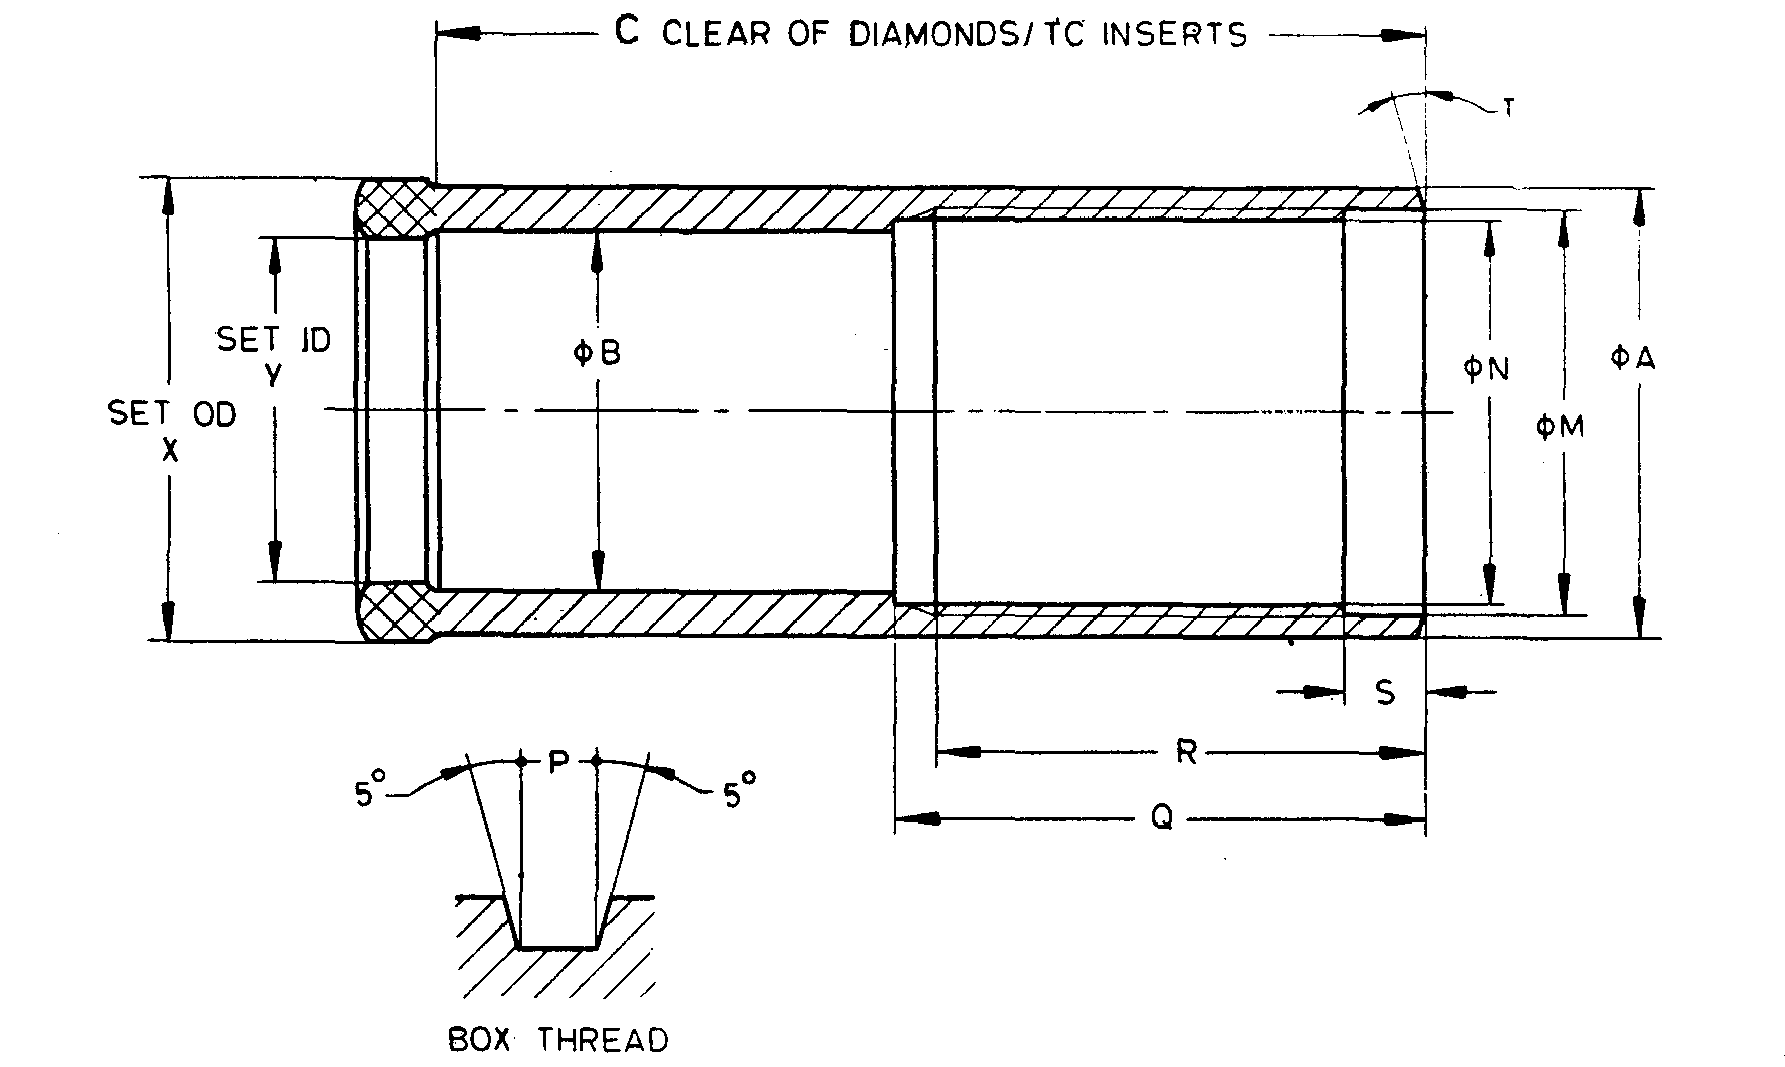 C CLEAR OF DIAMONDS/TC INSERTS
T
SET ID
Y
SET OD
X
ϕB
ϕN
ϕM
ϕA
S
R
Q
5° P 5°
BOX THREAD